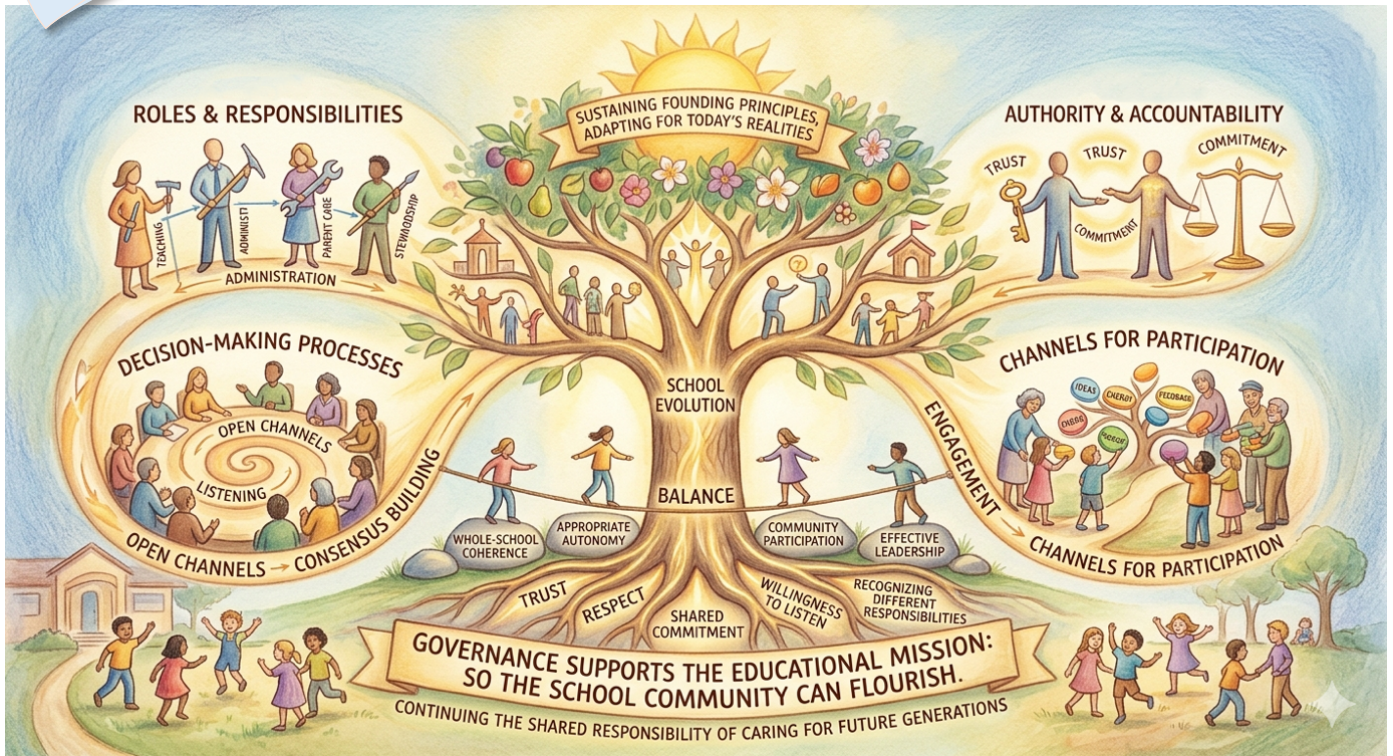 SUSTAINING FOUNDING PRINCIPLES,
ADAPTING FOR TODAY'S REALITIES
ROLES & RESPONSIBILITIES
TEACHING
ADMINISTI
PARENT CARE
STEWARDSHIP
ADMINISTRATION
AUTHORITY & ACCOUNTABILITY
TRUST
TRUST
COMMITMENT
COMMITMENT
DECISION-MAKING PROCESSES
OPEN CHANNELS
LISTENING
OPEN CHANNELS → CONSENSUS BUILDING
SCHOOL
EVOLUTION
BALANCE
ENGAGEMENT →
CHANNELS FOR PARTICIPATION
IDEAS
CHANNELS FOR PARTICIPATION
WHOLE-SCHOOL
COHERENCE
APPROPRIATE
AUTONOMY
COMMUNITY
PARTICIPATION
EFFECTIVE
LEADERSHIP
TRUST
RESPECT
SHARED
COMMITMENT
WILLINGNESS
TO LISTEN
RECOGNIZING
DIFFERENT
RESPONSIBILITIES
GOVERNANCE SUPPORTS THE EDUCATIONAL MISSION:
SO THE SCHOOL COMMUNITY CAN FLOURISH.
CONTINUING THE SHARED RESPONSIBILITY OF CARING FOR FUTURE GENERATIONS